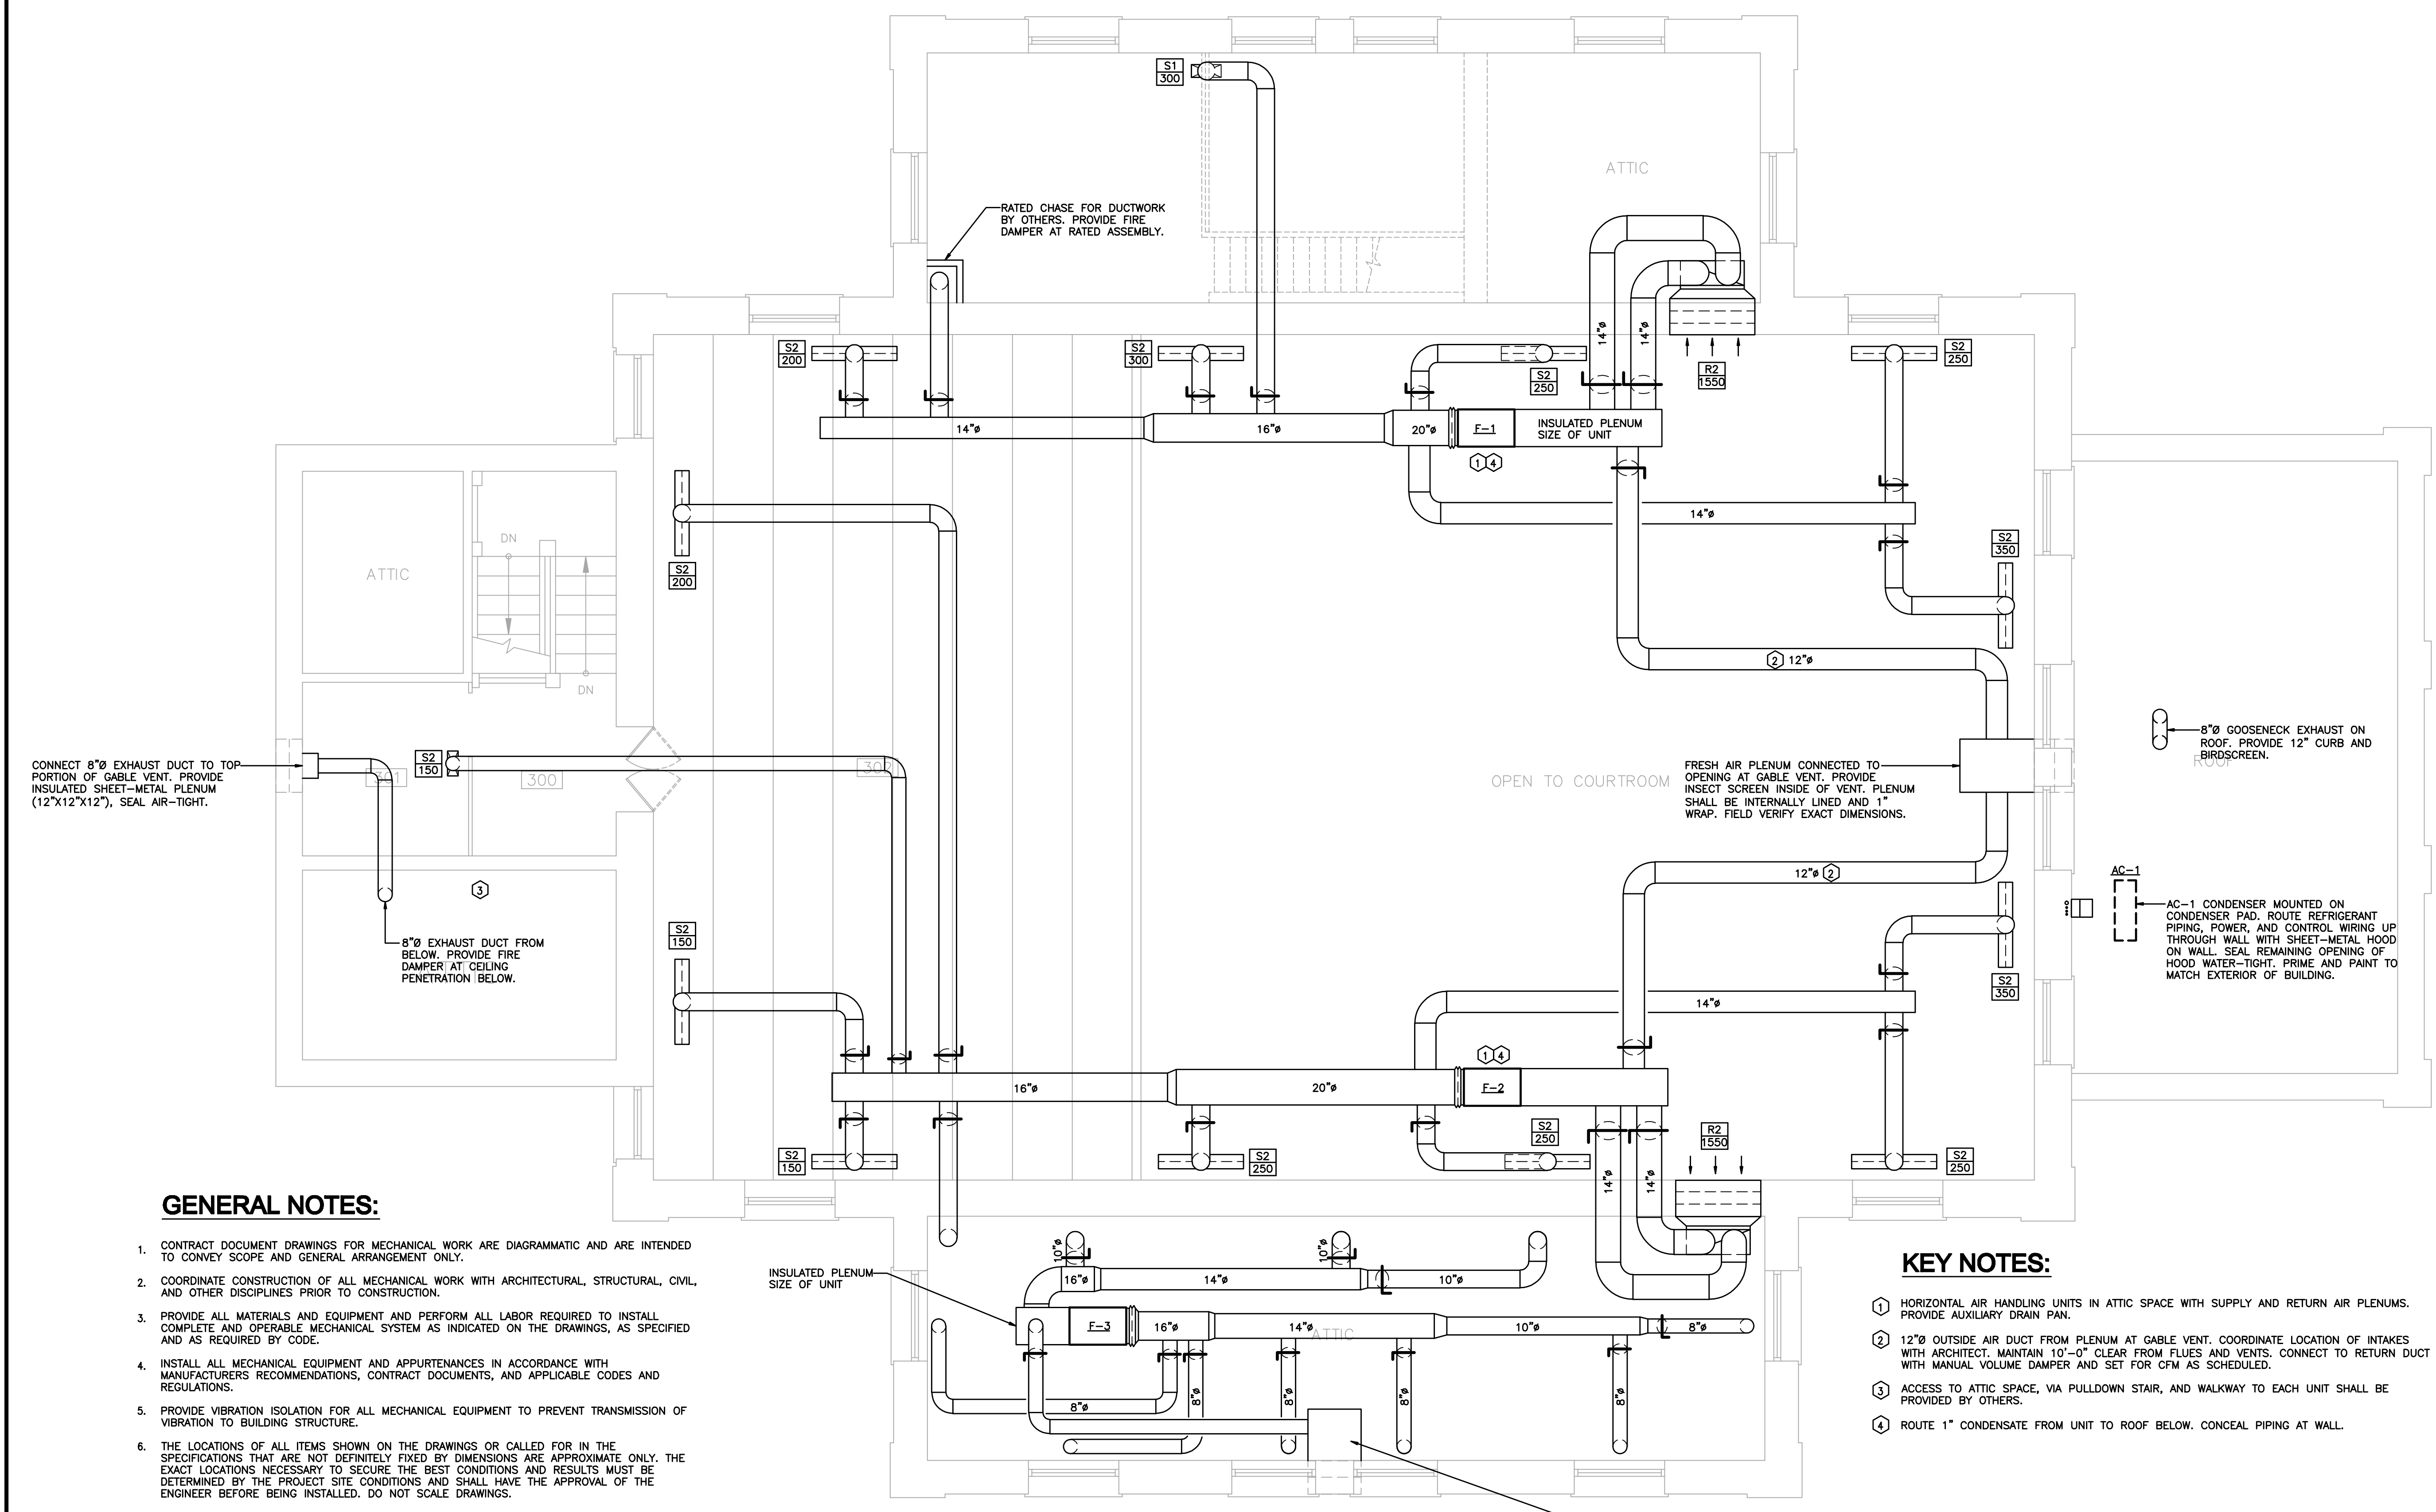 S1
300
ATTIC
RATED CHASE FOR DUCTWORK
BY OTHERS. PROVIDE FIRE
DAMPER AT RATED ASSEMBLY.
14"ø
14"ø
S2
200
S2
300
S2
250
R2
1550
S2
250
14"ø
16"ø
20"ø
F-1
INSULATED PLENUM
SIZE OF UNIT
1
4
14"ø
S2
350
S2
200
DN
ATTIC
DN
2
12"ø
8"Ø GOOSENECK EXHAUST ON
ROOF. PROVIDE 12" CURB AND
BIRDSCREEN.
ROOF
CONNECT 8"Ø EXHAUST DUCT TO TOP
PORTION OF GABLE VENT. PROVIDE
INSULATED SHEET-METAL PLENUM
(12"X12"X12"), SEAL AIR-TIGHT.
301
S2
150
300
302
OPEN TO COURTROOM
FRESH AIR PLENUM CONNECTED TO
OPENING AT GABLE VENT. PROVIDE
INSECT SCREEN INSIDE OF VENT. PLENUM
SHALL BE INTERNALLY LINED AND 1"
WRAP. FIELD VERIFY EXACT DIMENSIONS.
12"ø
2
3
AC-1
AC-1 CONDENSER MOUNTED ON
CONDENSER PAD. ROUTE REFRIGERANT
PIPING, POWER, AND CONTROL WIRING UP
THROUGH WALL WITH SHEET-METAL HOOD
ON WALL. SEAL REMAINING OPENING OF
HOOD WATER-TIGHT. PRIME AND PAINT TO
MATCH EXTERIOR OF BUILDING.
8"Ø EXHAUST DUCT FROM
BELOW. PROVIDE FIRE
DAMPER AT CEILING
PENETRATION BELOW.
S2
150
S2
350
14"ø
1
4
16"ø
20"ø
F-2
S2
150
S2
250
S2
250
R2
1550
S2
250
14"ø
14"ø
INSULATED PLENUM
SIZE OF UNIT
10"ø
10"ø
16"ø
14"ø
10"ø
F-3
16"ø
14"ø
ATTIC
10"ø
8"ø
8"ø
8"ø
8"ø
8"ø
8"ø
GENERAL NOTES:
1. CONTRACT DOCUMENT DRAWINGS FOR MECHANICAL WORK ARE DIAGRAMMATIC AND ARE INTENDED
TO CONVEY SCOPE AND GENERAL ARRANGEMENT ONLY.
2. COORDINATE CONSTRUCTION OF ALL MECHANICAL WORK WITH ARCHITECTURAL, STRUCTURAL, CIVIL,
AND OTHER DISCIPLINES PRIOR TO CONSTRUCTION.
3. PROVIDE ALL MATERIALS AND EQUIPMENT AND PERFORM ALL LABOR REQUIRED TO INSTALL
COMPLETE AND OPERABLE MECHANICAL SYSTEM AS INDICATED ON THE DRAWINGS, AS SPECIFIED
AND AS REQUIRED BY CODE.
4. INSTALL ALL MECHANICAL EQUIPMENT AND APPURTENANCES IN ACCORDANCE WITH
MANUFACTURERS RECOMMENDATIONS, CONTRACT DOCUMENTS, AND APPLICABLE CODES AND
REGULATIONS.
5. PROVIDE VIBRATION ISOLATION FOR ALL MECHANICAL EQUIPMENT TO PREVENT TRANSMISSION OF
VIBRATION TO BUILDING STRUCTURE.
6. THE LOCATIONS OF ALL ITEMS SHOWN ON THE DRAWINGS OR CALLED FOR IN THE
SPECIFICATIONS THAT ARE NOT DEFINITELY FIXED BY DIMENSIONS ARE APPROXIMATE ONLY. THE
EXACT LOCATIONS NECESSARY TO SECURE THE BEST CONDITIONS AND RESULTS MUST BE
DETERMINED BY THE PROJECT SITE CONDITIONS AND SHALL HAVE THE APPROVAL OF THE
ENGINEER BEFORE BEING INSTALLED. DO NOT SCALE DRAWINGS.
KEY NOTES:
1 HORIZONTAL AIR HANDLING UNITS IN ATTIC SPACE WITH SUPPLY AND RETURN AIR PLENUMS.
PROVIDE AUXILIARY DRAIN PAN.
2 12"Ø OUTSIDE AIR DUCT FROM PLENUM AT GABLE VENT. COORDINATE LOCATION OF INTAKES
WITH ARCHITECT. MAINTAIN 10'-0" CLEAR FROM FLUES AND VENTS. CONNECT TO RETURN DUCT
WITH MANUAL VOLUME DAMPER AND SET FOR CFM AS SCHEDULED.
3 ACCESS TO ATTIC SPACE, VIA PULLDOWN STAIR, AND WALKWAY TO EACH UNIT SHALL BE
PROVIDED BY OTHERS.
4 ROUTE 1" CONDENSATE FROM UNIT TO ROOF BELOW. CONCEAL PIPING AT WALL.